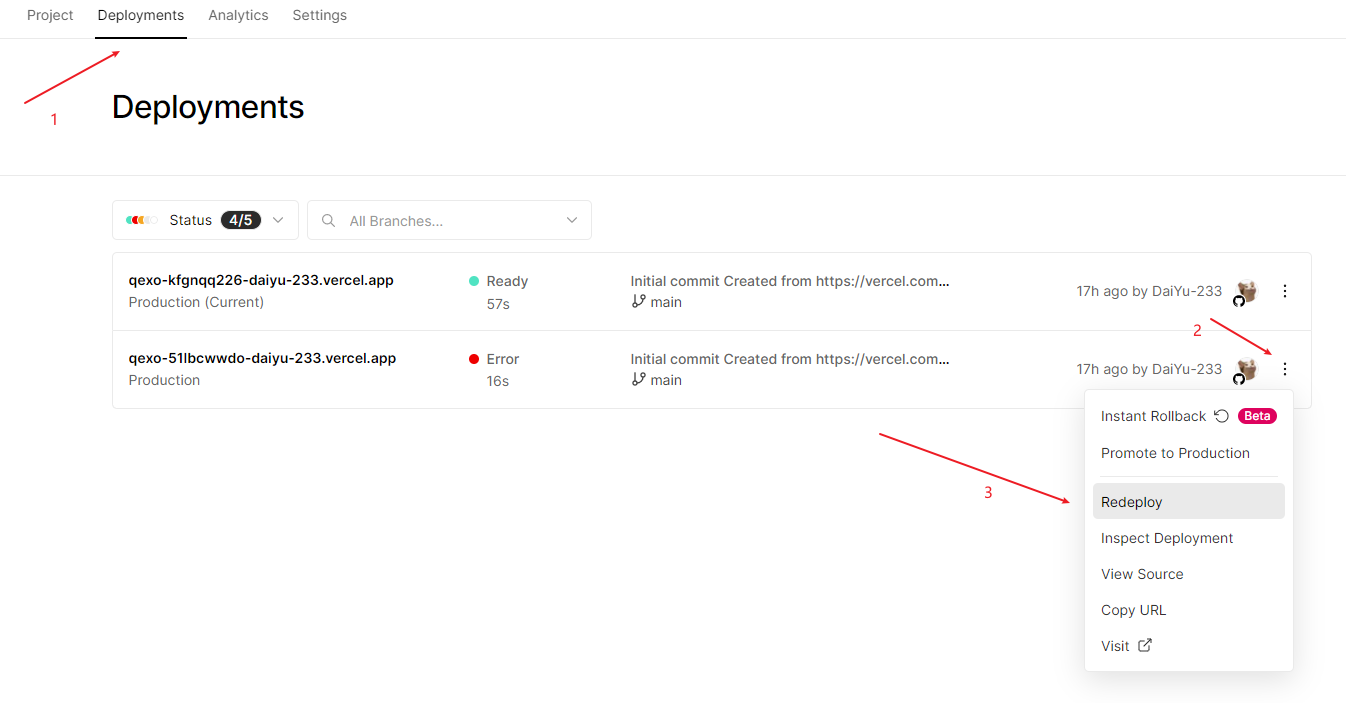 Project Deployments Analytics Settings
1
Deployments
Status 4/5 All Branches...
qexo-kfgnqq226-daiyu-233.vercel.app Ready Initial commit Created from https://vercel.com... 17h ago by DaiYu-233
Production (Current) 57s main
2
qexo-51lbcwwdo-daiyu-233.vercel.app Error Initial commit Created from https://vercel.com... 17h ago by DaiYu-233
Production 16s main
Instant Rollback Beta
Promote to Production
3
Redeploy
Inspect Deployment
View Source
Copy URL
Visit